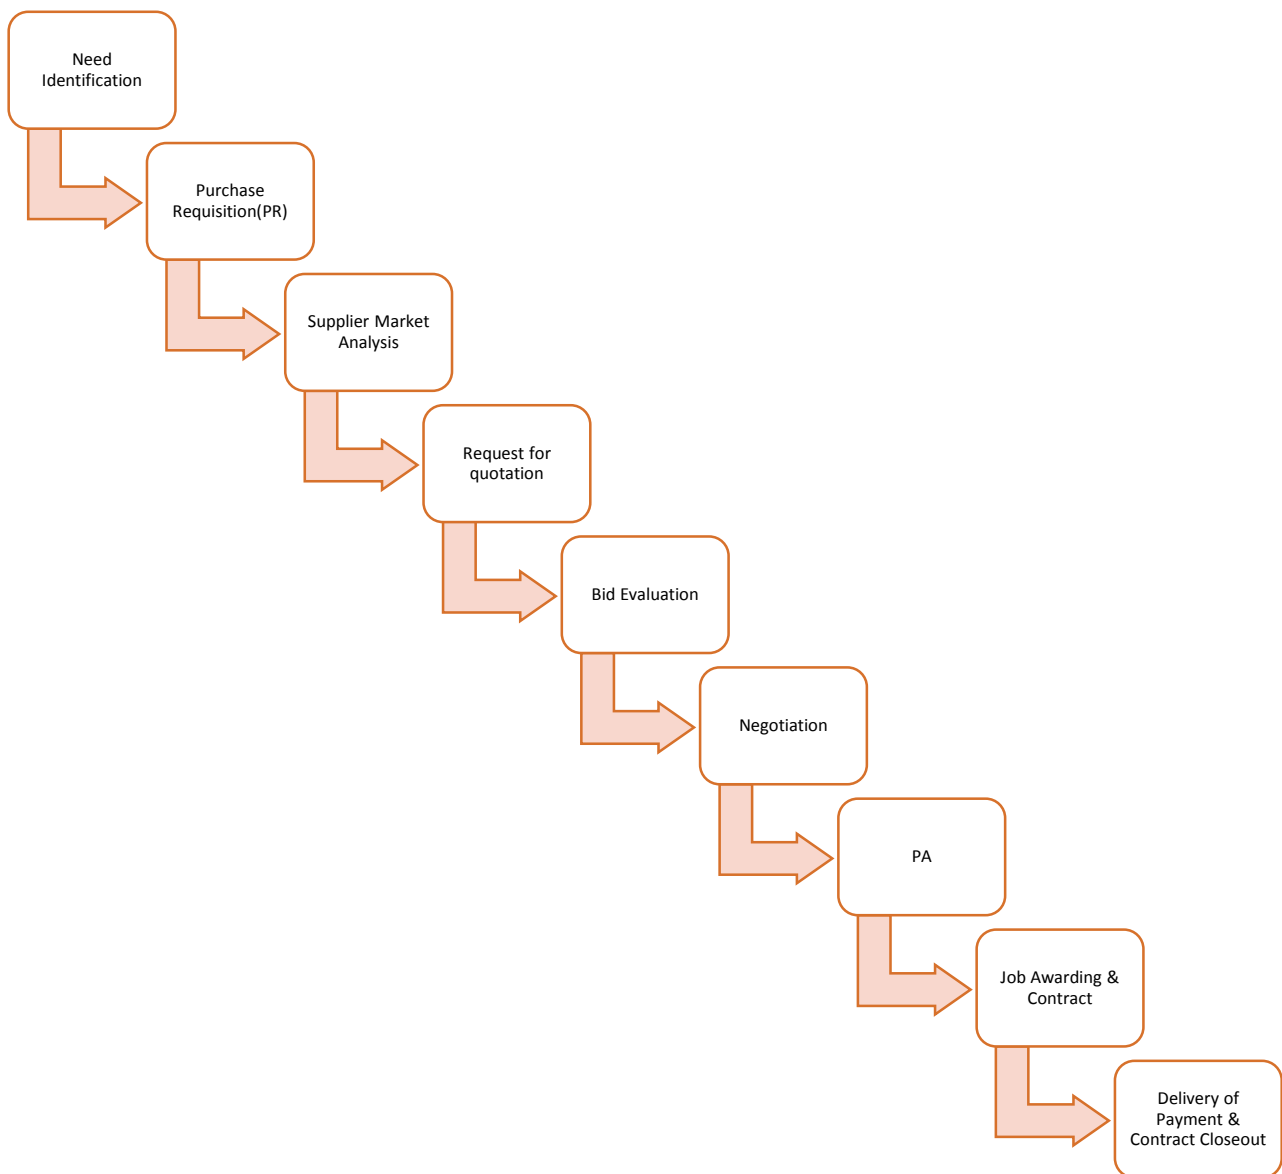 Need
Identification
Purchase
Requisition(PR)
Supplier Market
Analysis
Request for
quotation
Bid Evaluation
Negotiation
PA
Job Awarding &
Contract
Delivery of
Payment &
Contract Closeout